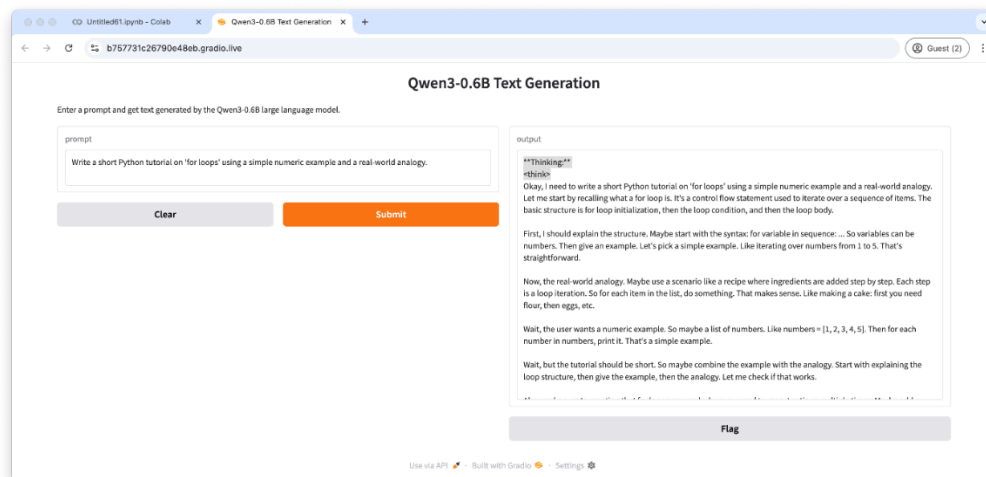 Untitled61.ipynb - Colab
Qwen3-0.6B Text Generation
b757731c26790e48eb.gradio.live
Guest (2)
Qwen3-0.6B Text Generation
Enter a prompt and get text generated by the Qwen3-0.6B large language model.
prompt
Write a short Python tutorial on 'for loops' using a simple numeric example and a real-world analogy.
Clear
Submit
output
**Thinking:**
<think>
Okay, I need to write a short Python tutorial on 'for loops' using a simple numeric example and a real-world analogy.
Let me start by recalling what a for loop is. It's a control flow statement used to iterate over a sequence of items. The
basic structure is for loop initialization, then the loop condition, and then the loop body.
First, I should explain the structure. Maybe start with the syntax: for variable in sequence: ... So variables can be
numbers. Then give an example. Let's pick a simple example. Like iterating over numbers from 1 to 5. That's
straightforward.
Now, the real-world analogy. Maybe use a scenario like a recipe where ingredients are added step by step. Each step
is a loop iteration. So for each item in the list, do something. That makes sense. Like making a cake: first you need
flour, then eggs, etc.
Wait, the user wants a numeric example. So maybe a list of numbers. Like numbers = [1, 2, 3, 4, 5]. Then for each
number in numbers, print it. That's a simple example.
Wait, but the tutorial should be short. So maybe combine the example with the analogy. Start with explaining the
loop structure, then give the example, then the analogy. Let me check if that works.
Flag
Use via API · Built with Gradio · Settings